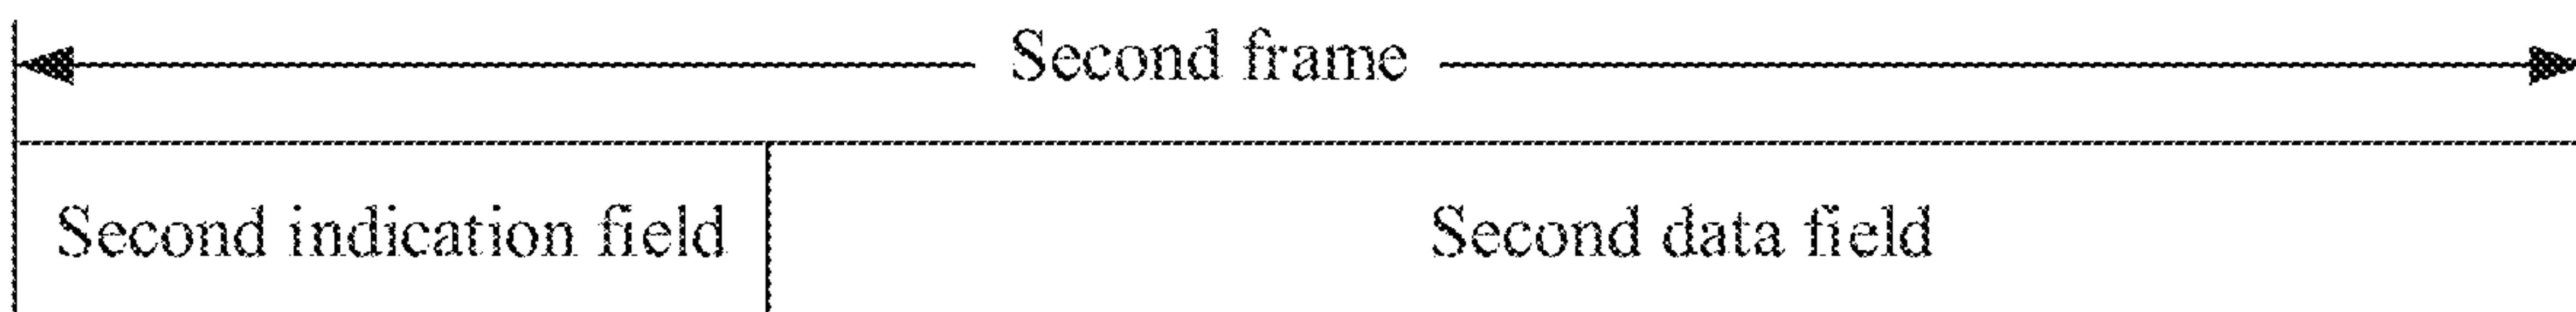 Second frame
Second indication field
Second data field